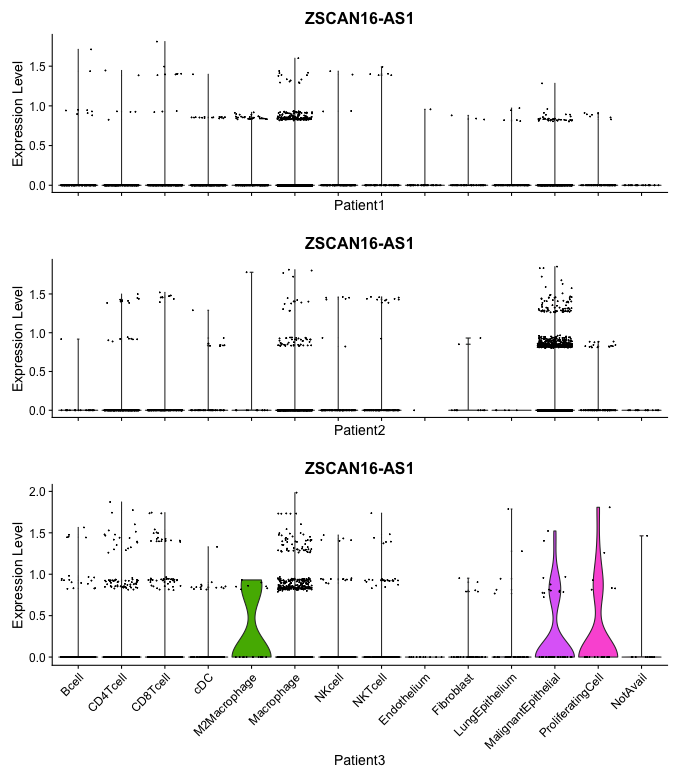 ZSCAN16-AS1
Expression Level
1.5
1.0
0.5
0.0
Patient1
ZSCAN16-AS1
Expression Level
1.5
1.0
0.5
0.0
Patient2
ZSCAN16-AS1
Expression Level
2.0
1.5
1.0
0.5
0.0
Bcell
CD4Tcell
CD8Tcell
cDC
M2Macrophage
Macrophage
NKcell
NKTcell
Endothelium
Fibroblast
LungEpithelium
MalignantEpithelial
ProliferatingCell
NotAvail
Patient3